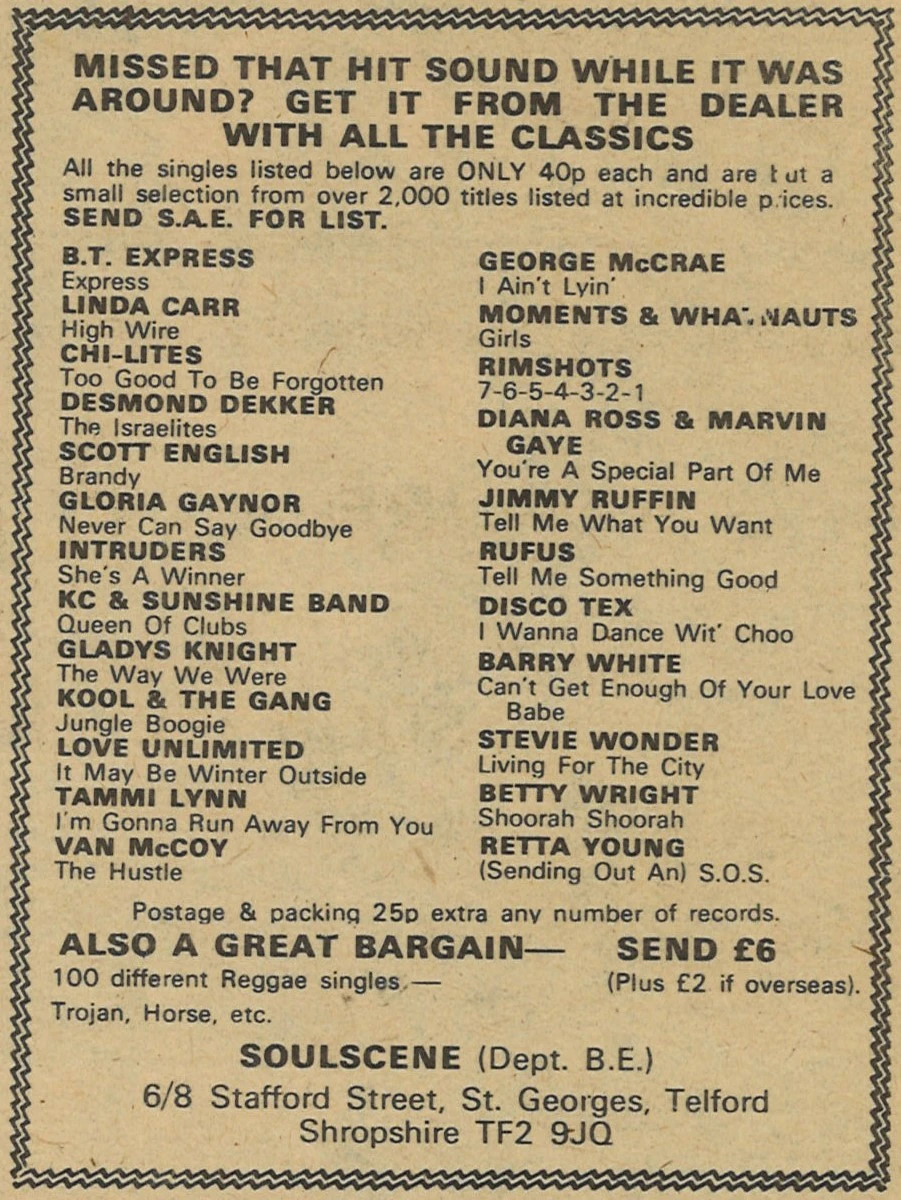 MISSED THAT HIT SOUND WHILE IT WAS
AROUND? GET IT FROM THE DEALER
WITH ALL THE CLASSICS
All the singles listed below are ONLY 40p each and are but a
small selection from over 2,000 titles listed at incredible prices.
SEND S.A.E. FOR LIST.
B.T. EXPRESS
Express
LINDA CARR
High Wire
CHI-LITES
Too Good To Be Forgotten
DESMOND DEKKER
The Israelites
SCOTT ENGLISH
Brandy
GLORIA GAYNOR
Never Can Say Goodbye
INTRUDERS
She's A Winner
KC & SUNSHINE BAND
Queen Of Clubs
GLADYS KNIGHT
The Way We Were
KOOL & THE GANG
Jungle Boogie
LOVE UNLIMITED
It May Be Winter Outside
TAMMI LYNN
I'm Gonna Run Away From You
VAN McCOY
The Hustle
GEORGE McCRAE
I Ain't Lyin'
MOMENTS & WHATNAUTS
Girls
RIMSHOTS
7-6-5-4-3-2-1
DIANA ROSS & MARVIN
GAYE
You're A Special Part Of Me
JIMMY RUFFIN
Tell Me What You Want
RUFUS
Tell Me Something Good
DISCO TEX
I Wanna Dance Wit' Choo
BARRY WHITE
Can't Get Enough Of Your Love
Babe
STEVIE WONDER
Living For The City
BETTY WRIGHT
Shoorah Shoorah
RETTA YOUNG
(Sending Out An) S.O.S.
Postage & packing 25p extra any number of records.
ALSO A GREAT BARGAIN— SEND £6
100 different Reggae singles,— (Plus £2 if overseas).
Trojan, Horse, etc.
SOULSCENE (Dept. B.E.)
6/8 Stafford Street, St. Georges, Telford
Shropshire TF2 9JQ